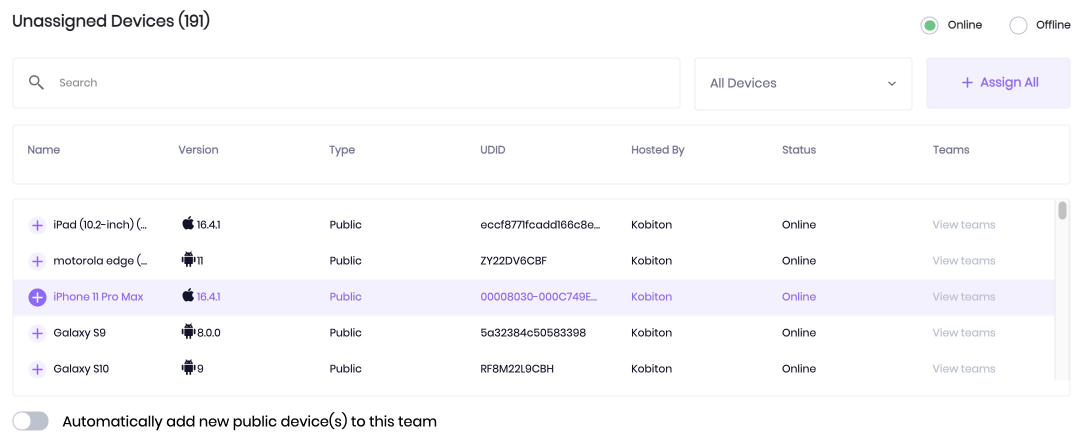 Unassigned Devices (191)
Online Offline
Search All Devices + Assign All
Name Version Type UDID Hosted By Status Teams
iPad (10.2-inch) (... 16.4.1 Public eccf8771fcadd166c8e... Kobiton Online View teams
motorola edge (... 11 Public ZY22DV6CBF Kobiton Online View teams
iPhone 11 Pro Max 16.4.1 Public 00008030-000C749E... Kobiton Online View teams
Galaxy S9 8.0.0 Public 5a32384c50583398 Kobiton Online View teams
Galaxy S10 9 Public RF8M22L9CBH Kobiton Online View teams
Automatically add new public device(s) to this team